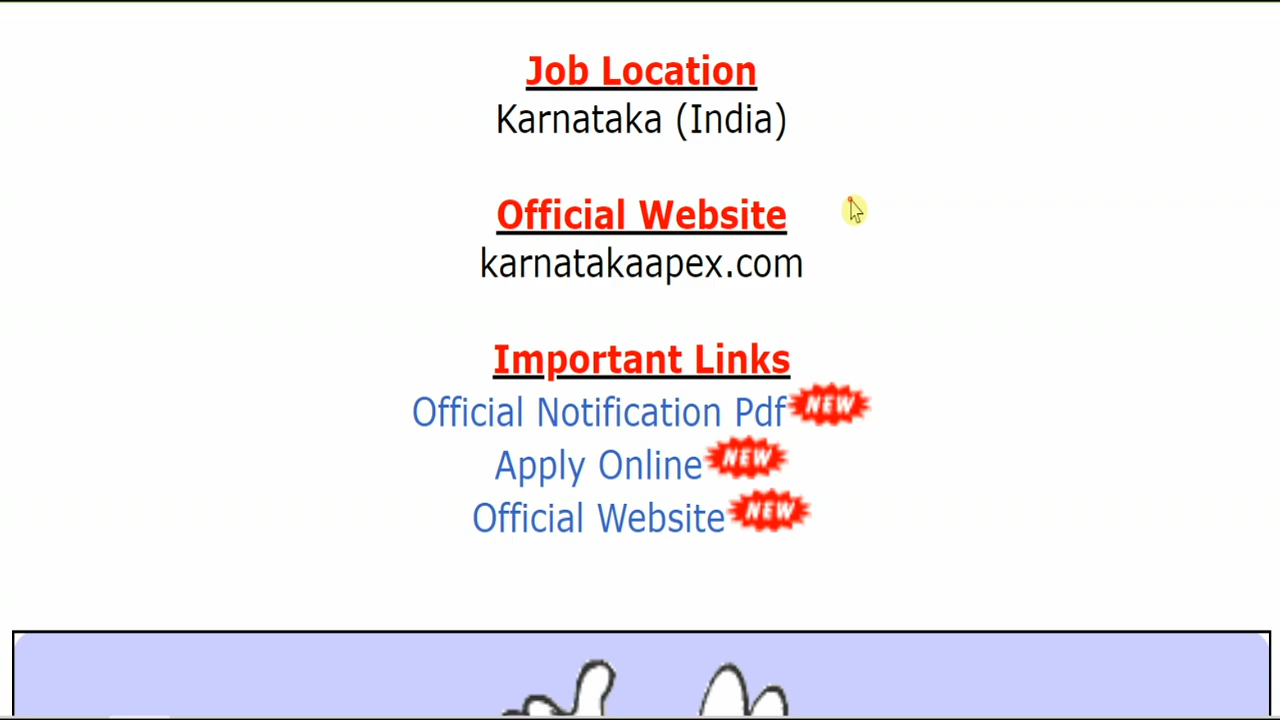 Job Location
Karnataka (India)
Official Website
karnatakaapex.com
Important Links
Official Notification Pdf NEW
Apply Online NEW
Official Website NEW